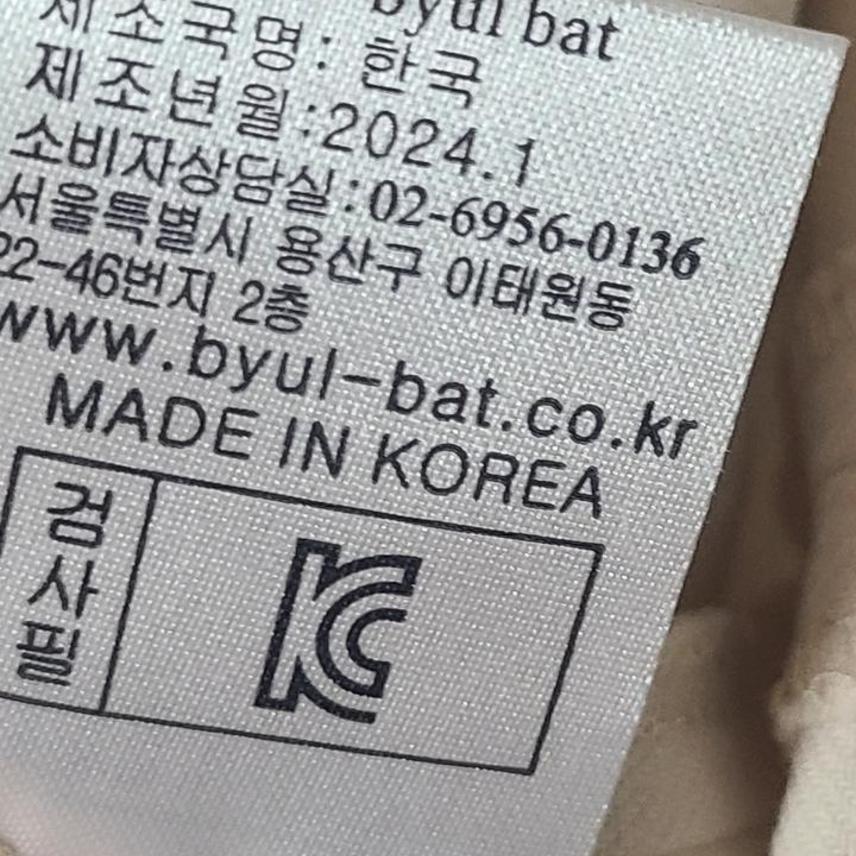 byul bat
제조국명: 한국
제조년월:2024.1
소비자상담실:02-6956-0136
서울특별시 용산구 이태원동
22-46번지 2층
www.byul-bat.co.kr
MADE IN KOREA
검사필
KC